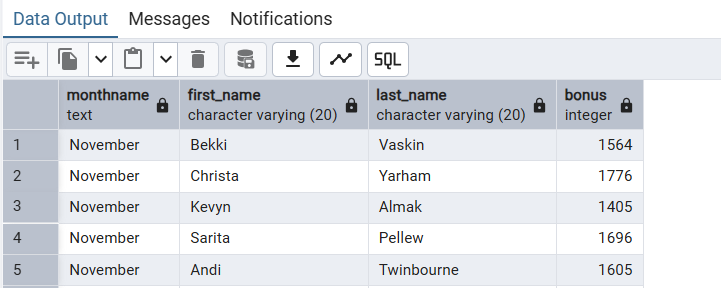 Data Output Messages Notifications
SQL
monthname first_name last_name bonus
text character varying (20) character varying (20) integer
1 November Bekki Vaskin 1564
2 November Christa Yarham 1776
3 November Kevyn Almak 1405
4 November Sarita Pellew 1696
5 November Andi Twinbourne 1605